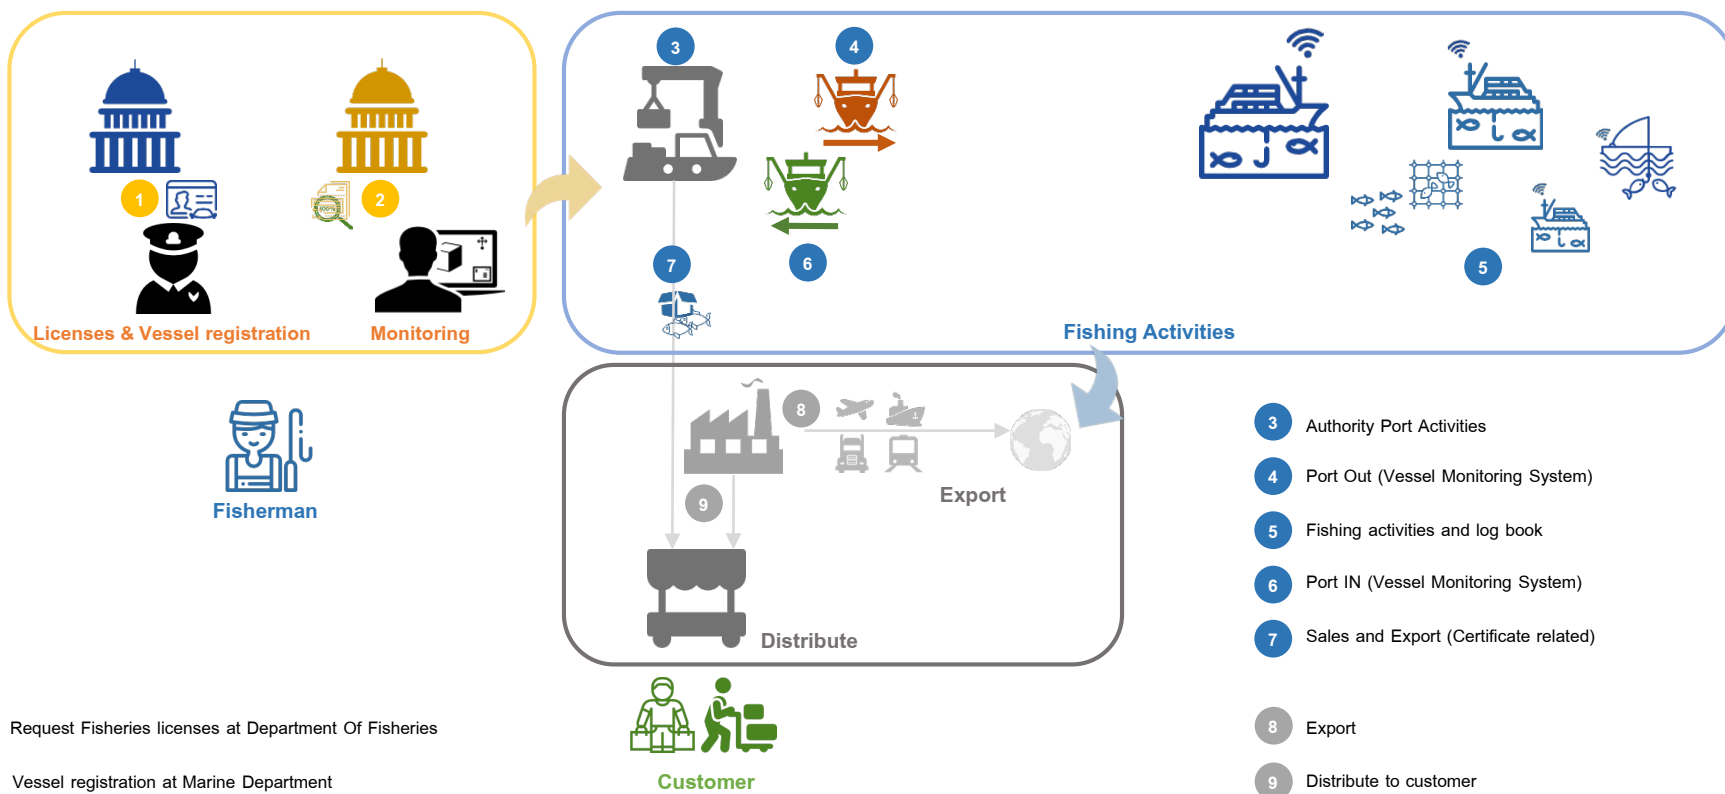 3
4
1
2
7
6
5
100%
Licenses & Vessel registration
Monitoring
Fishing Activities
8
9
Export
Distribute
Fisherman
Customer
3 Authority Port Activities
4 Port Out (Vessel Monitoring System)
5 Fishing activities and log book
6 Port IN (Vessel Monitoring System)
7 Sales and Export (Certificate related)
8 Export
9 Distribute to customer
Request Fisheries licenses at Department Of Fisheries
Vessel registration at Marine Department